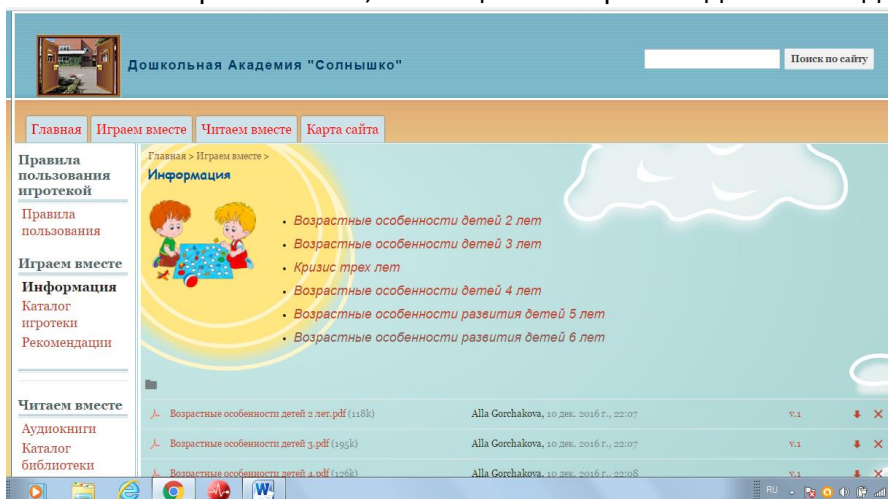 Дошкольная Академия "Солнышко"
Поиск по сайту
Главная Играем вместе Читаем вместе Карта сайта
Правила
пользования
игротекой
Правила
пользования
Играем вместе
Информация
Каталог
игротеки
Рекомендации
Читаем вместе
Аудиокниги
Каталог
библиотеки
Главная > Играем вместе >
Информация
• Возрастные особенности детей 2 лет
• Возрастные особенности детей 3 лет
• Кризис трех лет
• Возрастные особенности детей 4 лет
• Возрастные особенности развития детей 5 лет
• Возрастные особенности развития детей 6 лет
Возрастные особенности детей 2 лет.pdf (118k) Alla Gorchakova, 10 дек. 2016 г., 22:07 v.1
Возрастные особенности детей 3.pdf (195k) Alla Gorchakova, 10 дек. 2016 г., 22:07 v.1
Возрастные особенности детей 4.pdf (126k) Alla Gorchakova, 10 дек. 2016 г., 22:08 v.1
RU